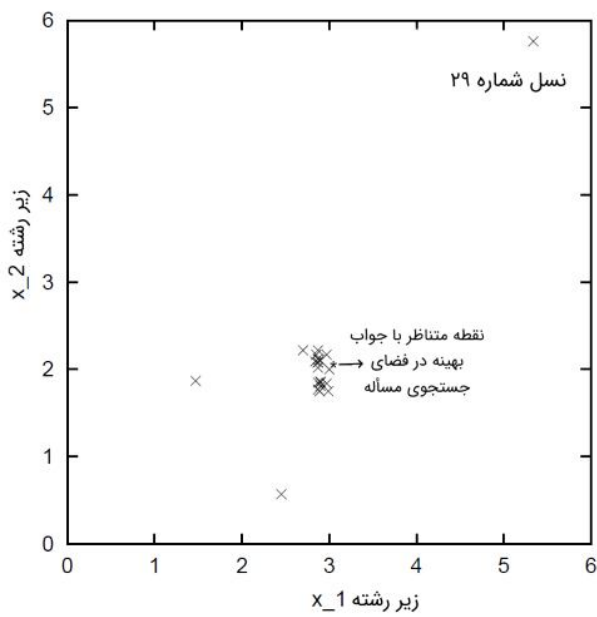 6
نسل شماره ۲۹
5
4
زیر رشته x_2
3
نقطه متناظر با جواب
بهینه در فضای
جستجوی مسأله
2
1
0
0 1 2 3 4 5 6
زیر رشته x_1